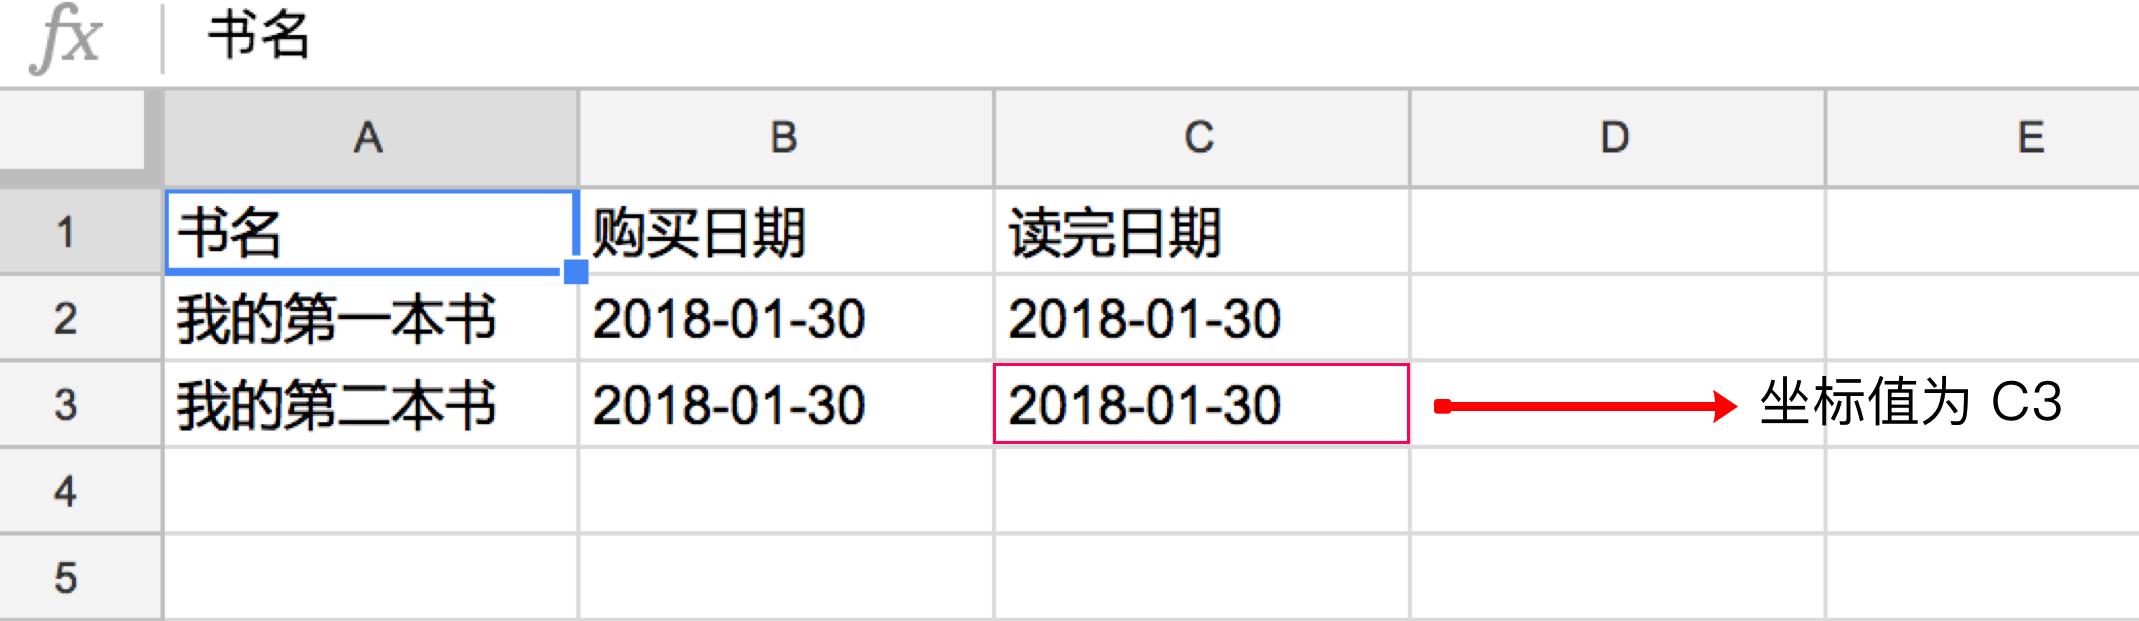 fx 书名
A B C D E
1 书名 购买日期 读完日期
2 我的第一本书 2018-01-30 2018-01-30
3 我的第二本书 2018-01-30 2018-01-30 坐标值为 C3
4
5